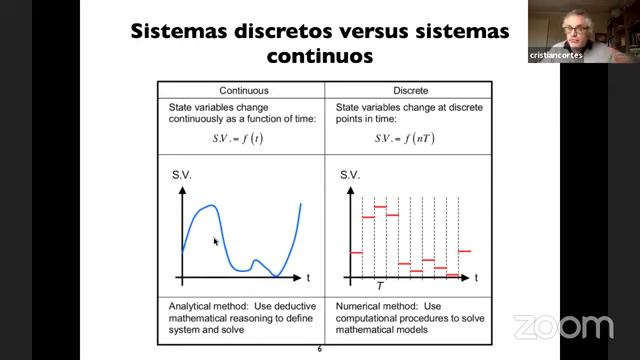 Sistemas discretos versus sistemas
continuos
cristiancortes
Continuous
Discrete
State variables change
continuously as a function of time:
S.V. = f(t)
State variables change at discrete
points in time:
S.V. = f(nT)
S.V.
t
S.V.
T
t
Analytical method: Use deductive
mathematical reasoning to define
system and solve
Numerical method: Use
computational procedures to solve
mathematical models
6
zoom